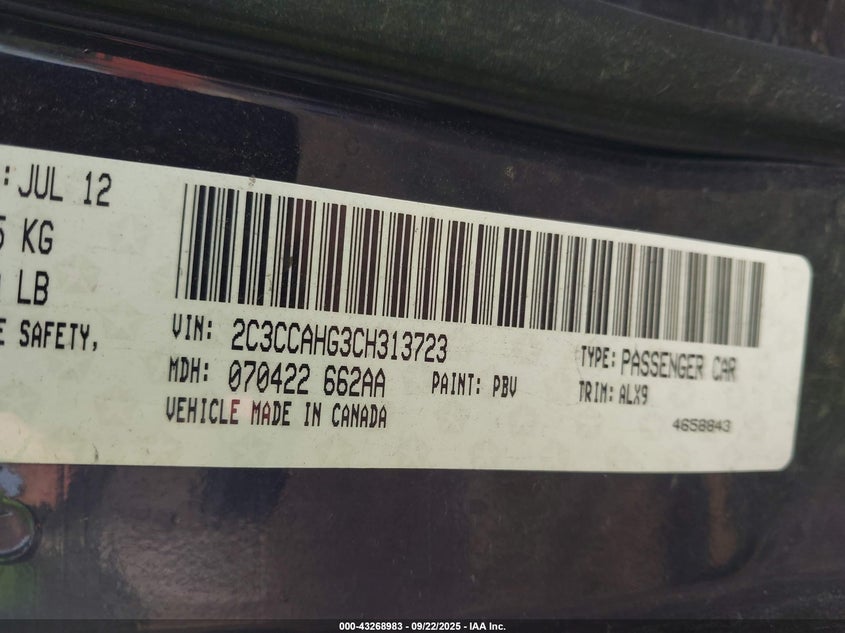 : JUL 12
KG
LB
SAFETY,
VIN: 2C3CCAHG3CH313723
TYPE: PASSENGER CAR
MDH: 070422 662AA
PAINT: PBV
TRIM: ALX9
VEHICLE MADE IN CANADA
4658843
000-43268983 - 09/22/2025 - IAA Inc.